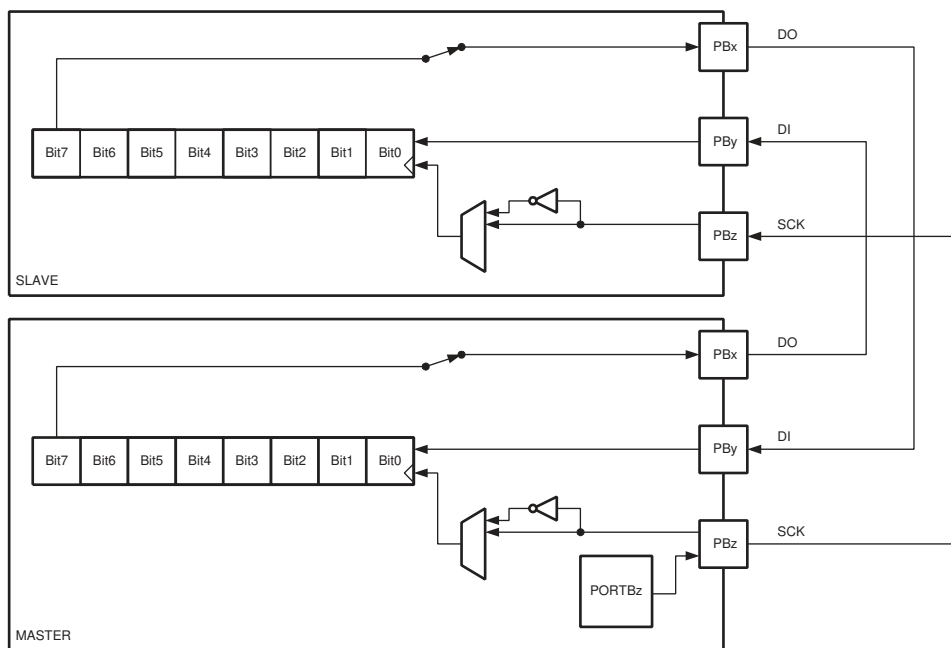 PBx DO
Bit7 Bit6 Bit5 Bit4 Bit3 Bit2 Bit1 Bit0
PBy DI
PBz SCK
SLAVE
PBx DO
Bit7 Bit6 Bit5 Bit4 Bit3 Bit2 Bit1 Bit0
PBy DI
PBz SCK
PORTBz
MASTER